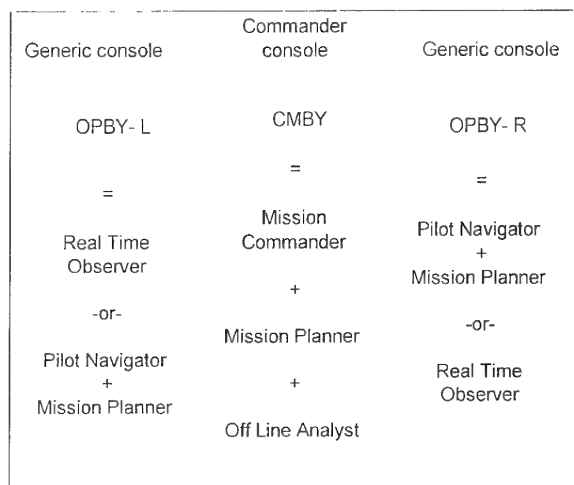 Generic console
OPBY- L
=
Real Time
Observer
-or-
Pilot Navigator
+
Mission Planner
Commander
console
CMBY
=
Mission
Commander
+
Mission Planner
+
Off Line Analyst
Generic console
OPBY- R
=
Pilot Navigator
+
Mission Planner
-or-
Real Time
Observer